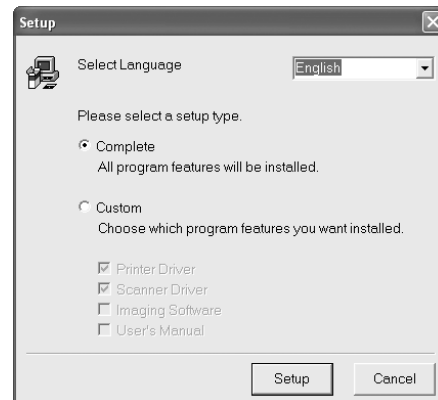 Setup
Select Language
English
Please select a setup type.
Complete
All program features will be installed.
Custom
Choose which program features you want installed.
Printer Driver
Scanner Driver
Imaging Software
User's Manual
Setup
Cancel